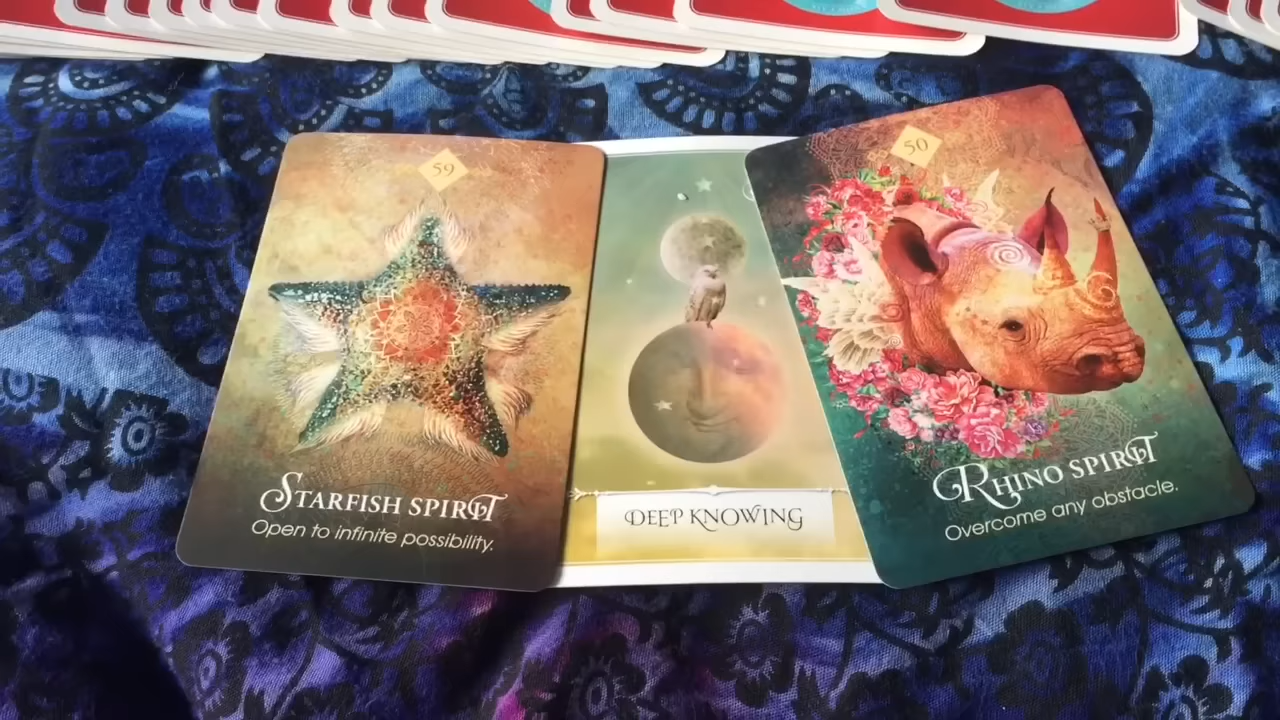 59
STARFISH SPIRIT
Open to infinite possibility.
DEEP KNOWING
50
RHINO SPIRIT
Overcome any obstacle.